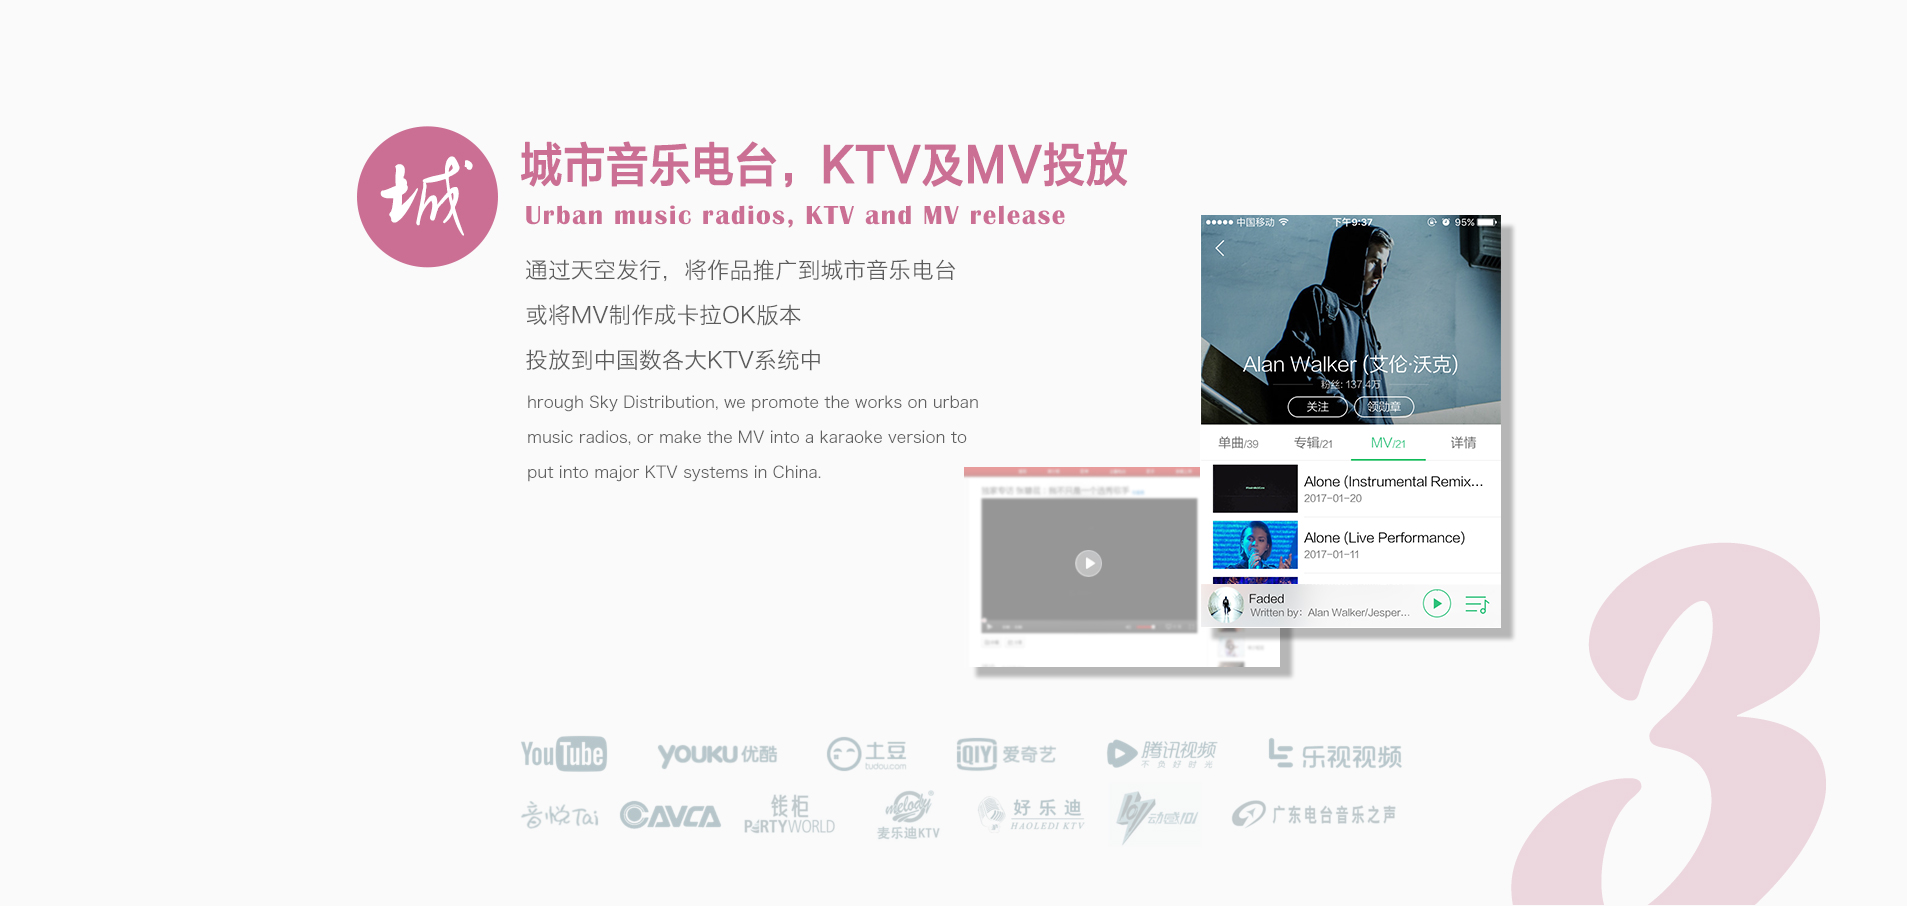 城
城市音乐电台，KTV及MV投放
Urban music radios, KTV and MV release
通过天空发行，将作品推广到城市音乐电台
或将MV制作成卡拉OK版本
投放到中国数各大KTV系统中
hrough Sky Distribution, we promote the works on urban
music radios, or make the MV into a karaoke version to
put into major KTV systems in China.
中国移动 下午9:37 95%
Alan Walker (艾伦·沃克)
粉丝: 137.4万
关注 领勋章
单曲/39 专辑/21 MV/21 详情
Alone (Instrumental Remix...
2017-01-20
Alone (Live Performance)
2017-01-11
Faded
Written by: Alan Walker/Jesper...
3
YouTube YOUKU优酷 土豆 tudou.com iQIYI 爱奇艺 腾讯视频 不负好时光 乐视视频
音悦Tai CAVCA 钱柜 PARTYWORLD melody 麦乐迪KTV 好乐迪 HAOLEDI KTV 动感101 广东电台音乐之声